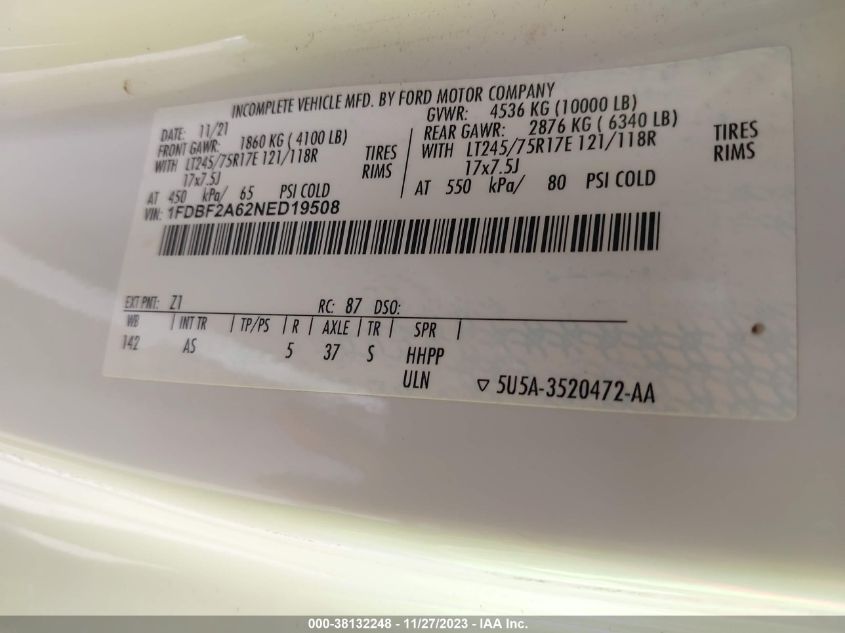 INCOMPLETE VEHICLE MFD. BY FORD MOTOR COMPANY
DATE: 11/21
GVWR: 4536 KG (10000 LB)
FRONT GAWR: 1860 KG (4100 LB)
WITH LT245/75R17E 121/118R TIRES
17x7.5J RIMS
AT 450 kPa/ 65 PSI COLD
REAR GAWR: 2876 KG ( 6340 LB)
WITH LT245/75R17E 121/118R TIRES
17x7.5J RIMS
AT 550 kPa/ 80 PSI COLD
VIN: 1FDBF2A62NED19508
EXT PNT: Z1 RC: 87 DSO:
WB | INT TR | TP/PS | R | AXLE | TR | SPR |
142 AS 5 37 S HHPP
ULN ▽ 5U5A-3520472-AA
000-38132248 - 11/27/2023 - IAA Inc.